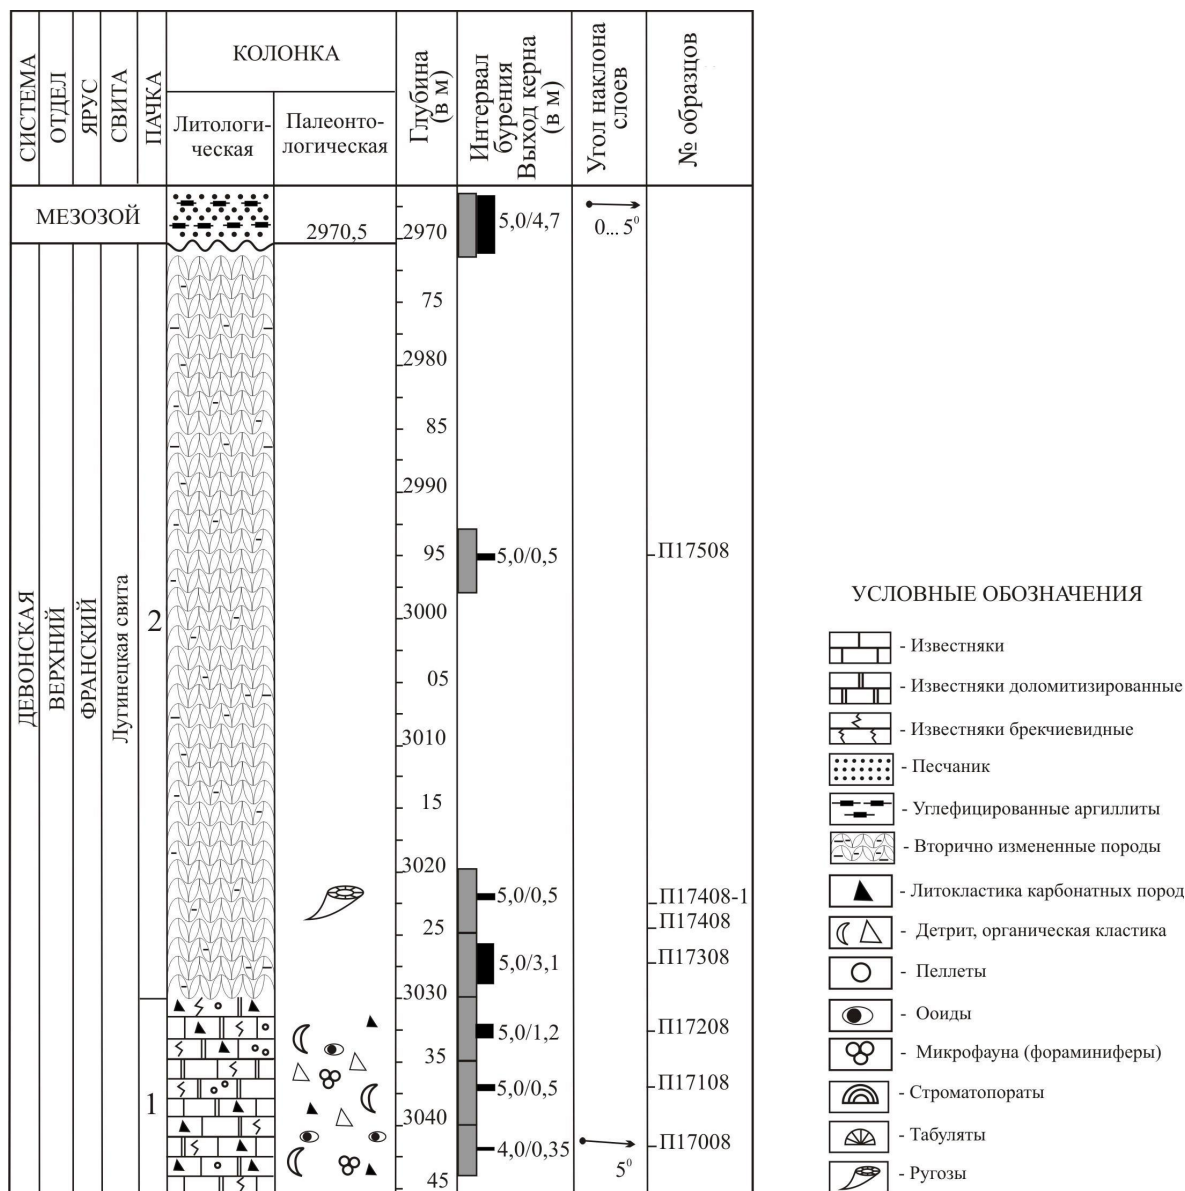 СИСТЕМА
ОТДЕЛ
ЯРУС
СВИТА
ПАЧКА
КОЛОНКА
Литологи-
ческая
Палеонто-
логическая
Глубина
(в м)
Интервал
бурения
Выход керна
(в м)
Угол наклона
слоев
№ образцов
МЕЗОЗОЙ
2970,5
2970
5,0/4,7
0... 5⁰
75
2980
85
2990
95
5,0/0,5
П17508
3000
05
3010
15
3020
5,0/0,5
П17408-1
П17408
25
5,0/3,1
П17308
3030
5,0/1,2
П17208
35
5,0/0,5
П17108
3040
4,0/0,35
5⁰
П17008
45
ДЕВОНСКАЯ
ВЕРХНИЙ
ФРАНСКИЙ
Лугинецкая свита
2
1
УСЛОВНЫЕ ОБОЗНАЧЕНИЯ
- Известняки
- Известняки доломитизированные
- Известняки брекчиевидные
- Песчаник
- Углефицированные аргиллиты
- Вторично измененные породы
- Литокластика карбонатных пород
- Детрит, органическая кластика
- Пеллеты
- Ооиды
- Микрофауна (фораминиферы)
- Строматопораты
- Табуляты
- Ругозы